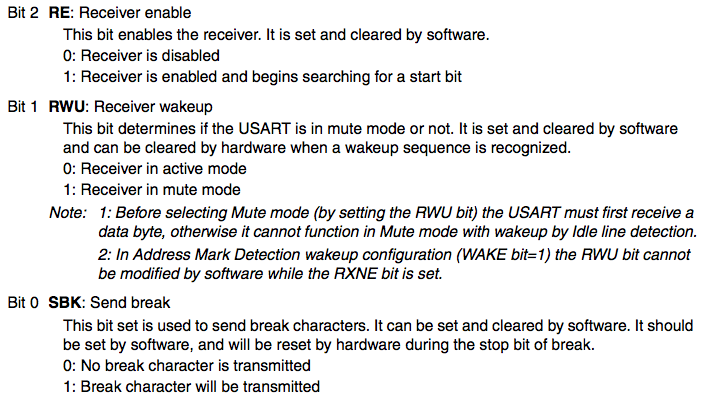 Bit 2 RE: Receiver enable
This bit enables the receiver. It is set and cleared by software.
0: Receiver is disabled
1: Receiver is enabled and begins searching for a start bit
Bit 1 RWU: Receiver wakeup
This bit determines if the USART is in mute mode or not. It is set and cleared by software
and can be cleared by hardware when a wakeup sequence is recognized.
0: Receiver in active mode
1: Receiver in mute mode
Note: 1: Before selecting Mute mode (by setting the RWU bit) the USART must first receive a
data byte, otherwise it cannot function in Mute mode with wakeup by Idle line detection.
2: In Address Mark Detection wakeup configuration (WAKE bit=1) the RWU bit cannot
be modified by software while the RXNE bit is set.
Bit 0 SBK: Send break
This bit set is used to send break characters. It can be set and cleared by software. It should
be set by software, and will be reset by hardware during the stop bit of break.
0: No break character is transmitted
1: Break character will be transmitted